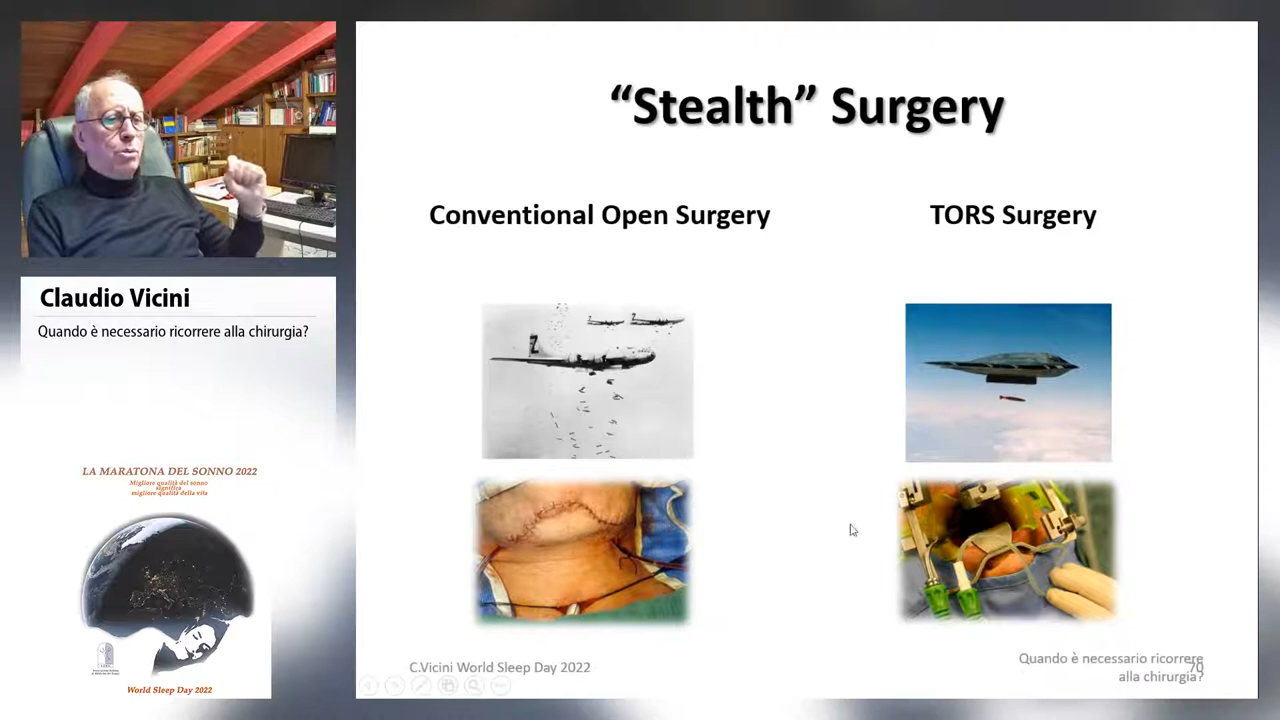 “Stealth” Surgery
Conventional Open Surgery
TORS Surgery
Z
Claudio Vicini
Quando è necessario ricorrere alla chirurgia?
LA MARATONA DEL SONNO 2022
Migliore qualità del sonno
significa
migliore qualità della vita
World Sleep Day 2022
C.Vicini World Sleep Day 2022
Quando è necessario ricorrere
alla chirurgia?
70